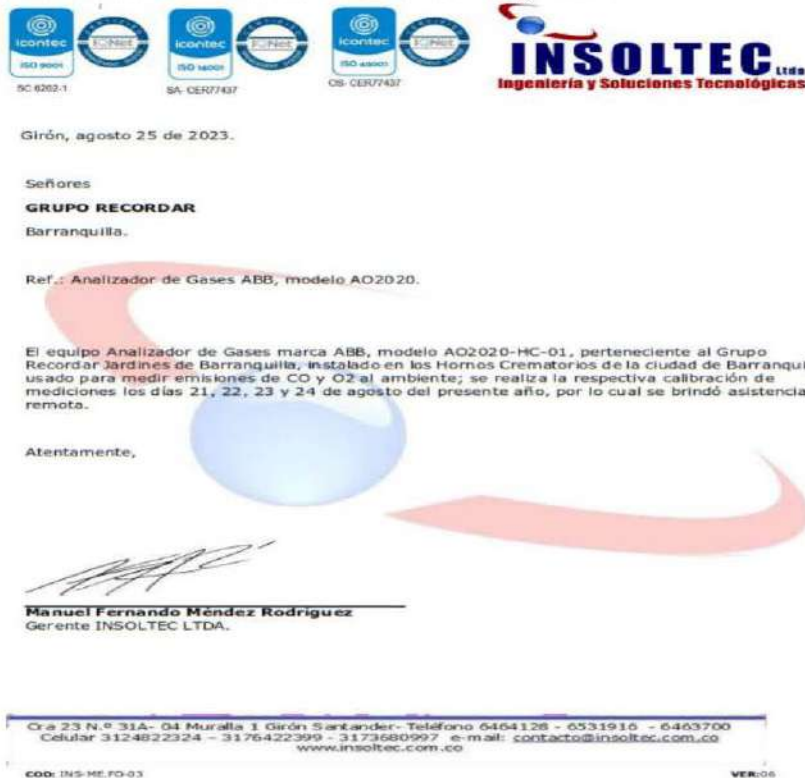 icontec
ISO 9001
IQNet
SC 6202-1
icontec
ISO 14001
IQNet
SA- CER77437
icontec
ISO 45001
IQNet
OS- CER77437
INSOLTEC Ltda
Ingeniería y Soluciones Tecnológicas
Girón, agosto 25 de 2023.
Señores
GRUPO RECORDAR
Barranquilla.
Ref.: Analizador de Gases ABB, modelo AO2020.
El equipo Analizador de Gases marca ABB, modelo AO2020-HC-01, perteneciente al Grupo
Recordar Jardines de Barranquilla, instalado en los Hornos Crematorios de la ciudad de Barranqui
usado para medir emisiones de CO y O2 al ambiente; se realiza la respectiva calibración de
mediciones los días 21, 22, 23 y 24 de agosto del presente año, por lo cual se brindó asistencia
remota.
Atentamente,
Manuel Fernando Méndez Rodríguez
Gerente INSOLTEC LTDA.
Cra 23 N.º 31A- 04 Muralla 1 Girón Santander- Teléfono 6464128 - 6531916 - 6463700
Celular 3124822324 - 3176422399 - 3173680997 e-mail: contacto@insoltec.com.co
www.insoltec.com.co
COD: INS-ME.FO-03
VER:06